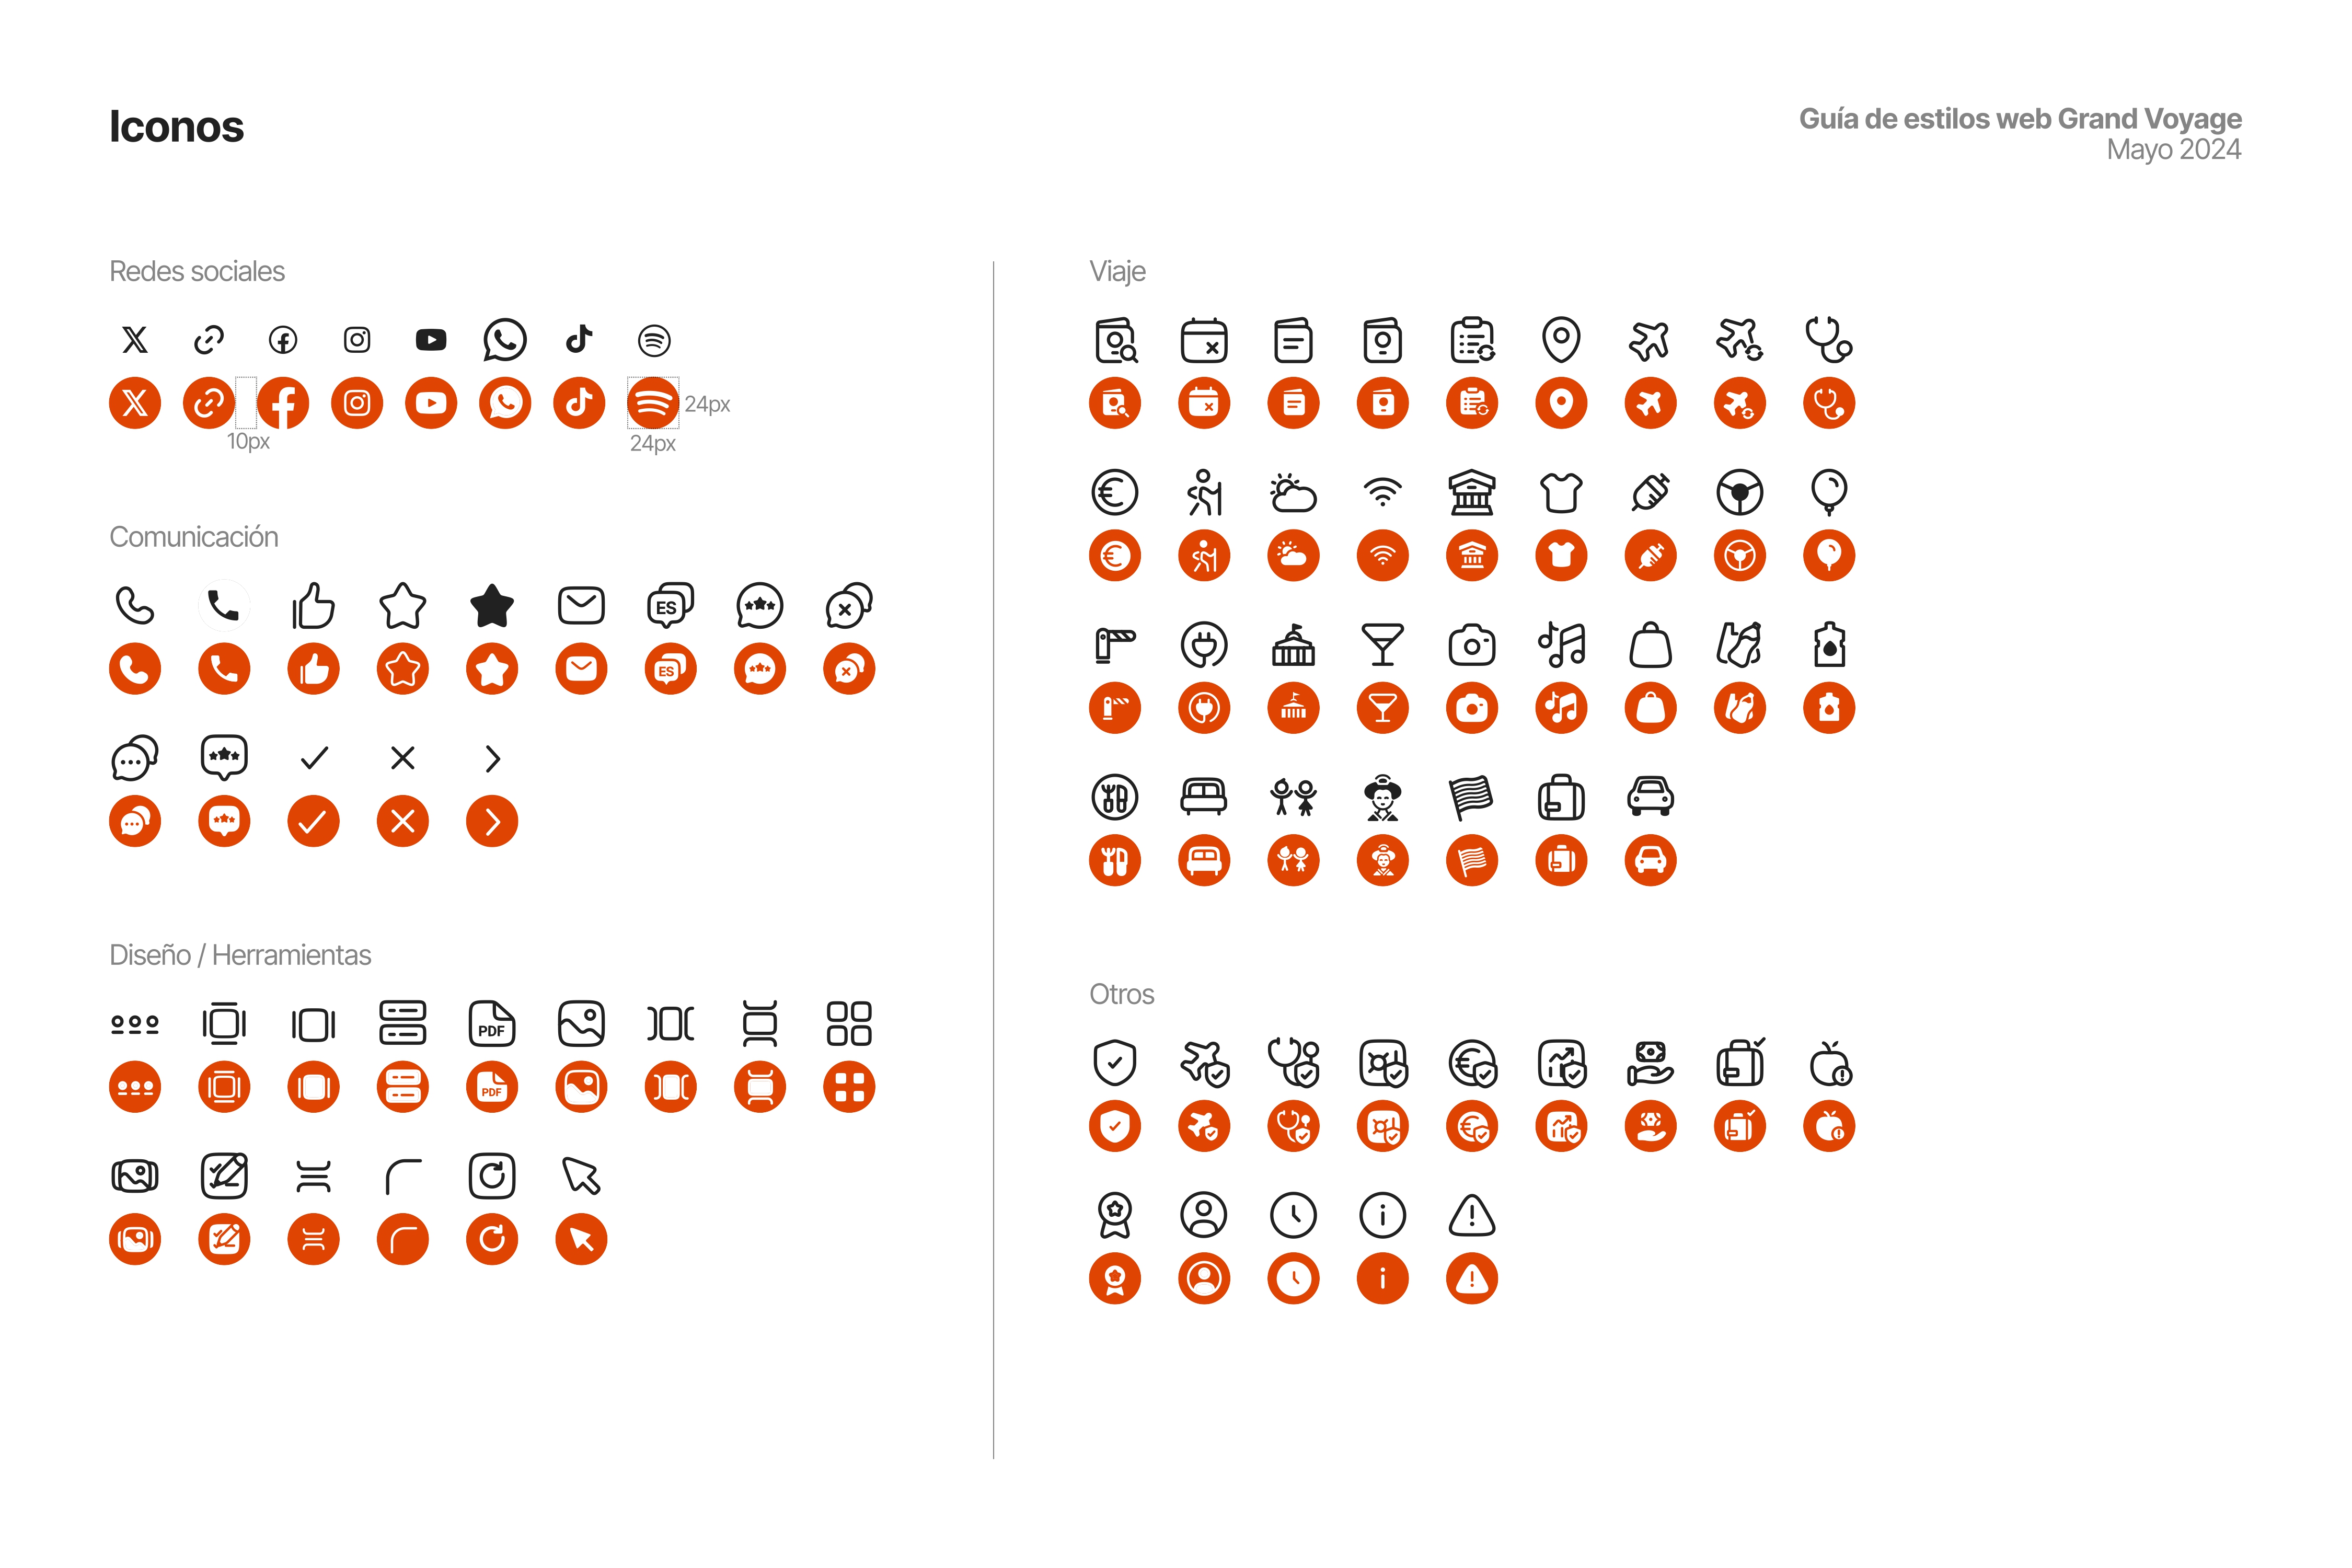 Iconos
Guía de estilos web Grand Voyage
Mayo 2024
Redes sociales
24px
10px
24px
Comunicación
ES
ES
Diseño / Herramientas
PDF
PDF
Viaje
Otros